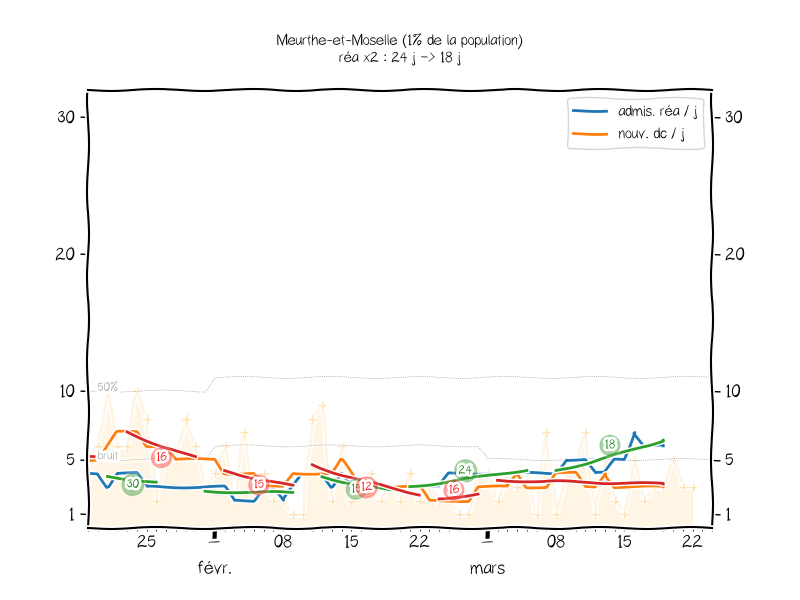 Meurthe-et-Moselle (1% de la population)
réa x2 : 24 j -> 18 j
admis. réa / j
nouv. dc / j
30 30
20 20
10 10
5 5
1 1
50%
bruit
30 16 15 12 16 24 18
25 1 08 15 22 1 08 15 22
févr. mars